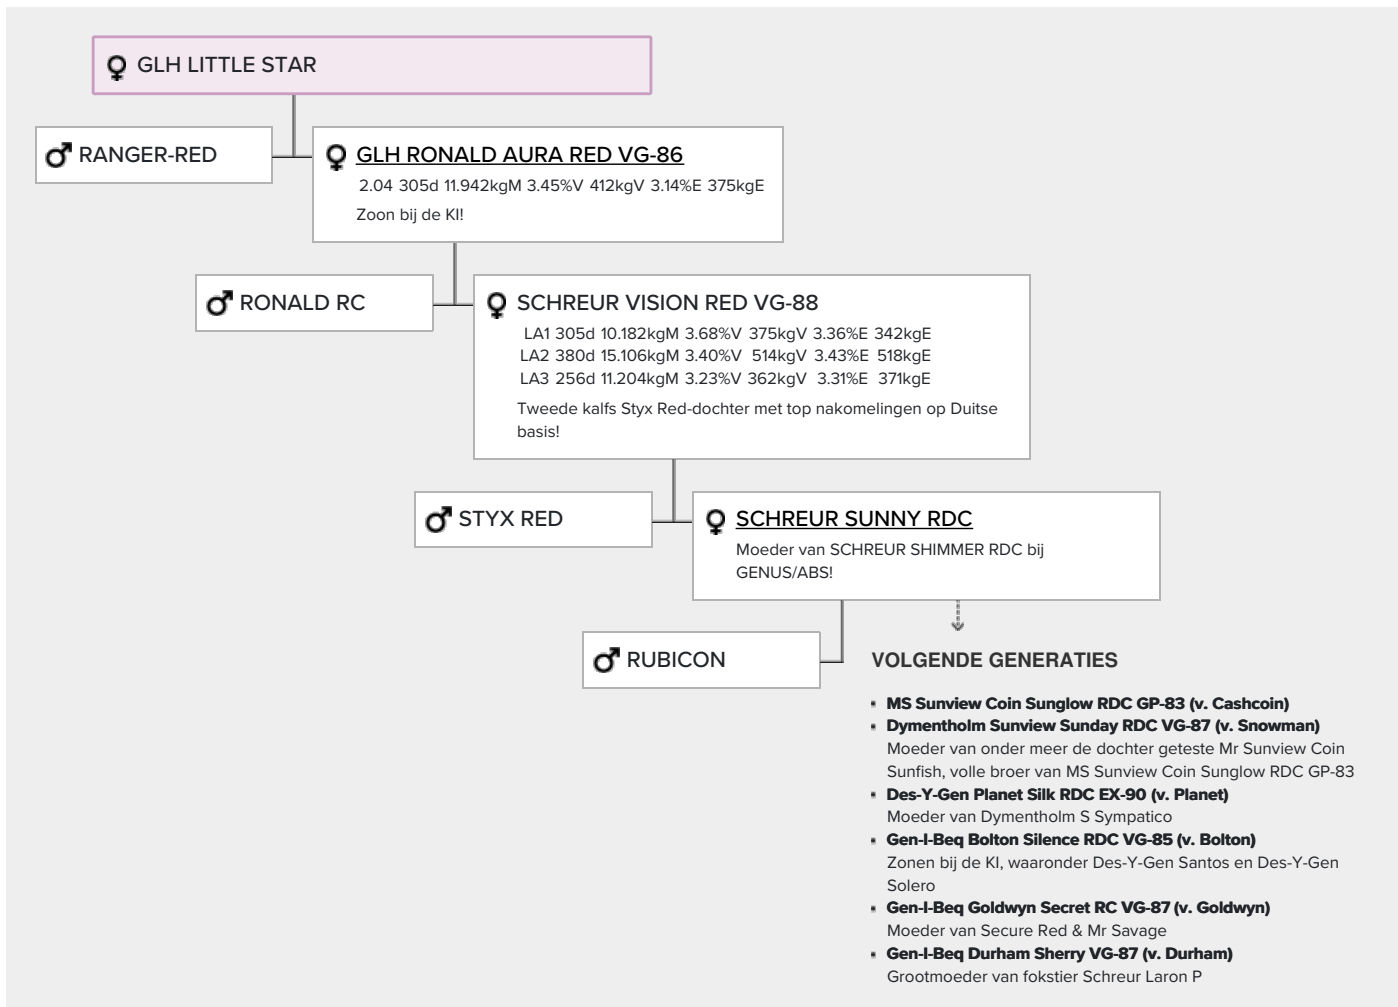 GLH LITTLE STAR
RANGER-RED
GLH RONALD AURA RED VG-86
2.04 305d 11.942kgM 3.45%V 412kgV 3.14%E 375kgE
Zoon bij de KI!
RONALD RC
SCHREUR VISION RED VG-88
LA1 305d 10.182kgM 3.68%V 375kgV 3.36%E 342kgE
LA2 380d 15.106kgM 3.40%V 514kgV 3.43%E 518kgE
LA3 256d 11.204kgM 3.23%V 362kgV 3.31%E 371kgE
Tweede kalfs Styx Red-dochter met top nakomelingen op Duitse
basis!
STYX RED
SCHREUR SUNNY RDC
Moeder van SCHREUR SHIMMER RDC bij
GENUS/ABS!
RUBICON
VOLGENDE GENERATIES
MS Sunview Coin Sunglow RDC GP-83 (v. Cashcoin)
Dymentholm Sunview Sunday RDC VG-87 (v. Snowman)
Moeder van onder meer de dochter geteste Mr Sunview Coin
Sunfish, volle broer van MS Sunview Coin Sunglow RDC GP-83
Des-Y-Gen Planet Silk RDC EX-90 (v. Planet)
Moeder van Dymentholm S Sympatico
Gen-I-Beq Bolton Silence RDC VG-85 (v. Bolton)
Zonen bij de KI, waaronder Des-Y-Gen Santos en Des-Y-Gen
Solero
Gen-I-Beq Goldwyn Secret RC VG-87 (v. Goldwyn)
Moeder van Secure Red & Mr Savage
Gen-I-Beq Durham Sherry VG-87 (v. Durham)
Grootmoeder van fokstier Schreur Laron P